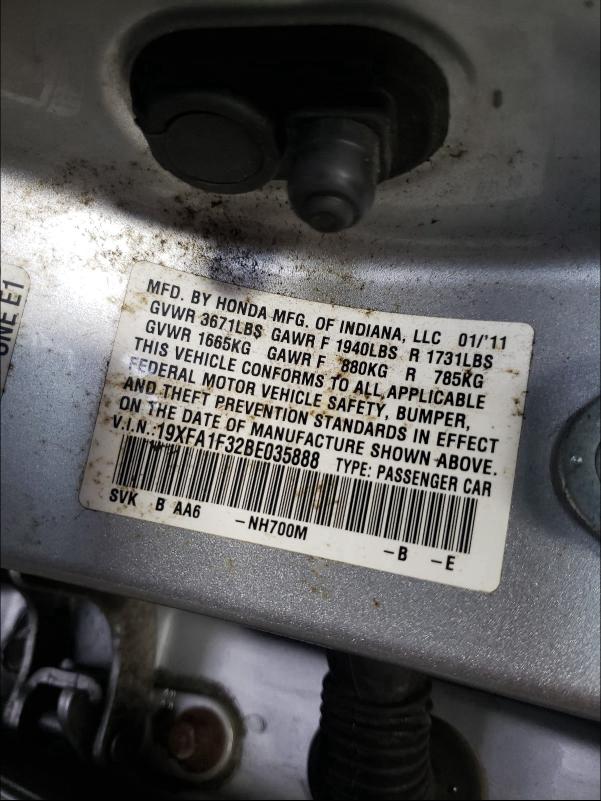 MFD. BY HONDA MFG. OF INDIANA, LLC 01/'11
GVWR 3671LBS GAWR F 1940LBS R 1731LBS
GVWR 1665KG GAWR F 880KG R 785KG
THIS VEHICLE CONFORMS TO ALL APPLICABLE
FEDERAL MOTOR VEHICLE SAFETY, BUMPER,
AND THEFT PREVENTION STANDARDS IN EFFECT
ON THE DATE OF MANUFACTURE SHOWN ABOVE.
V.I.N.:19XFA1F32BE035888 TYPE: PASSENGER CAR
SVK B AA6 -NH700M -B -E
ONE E1